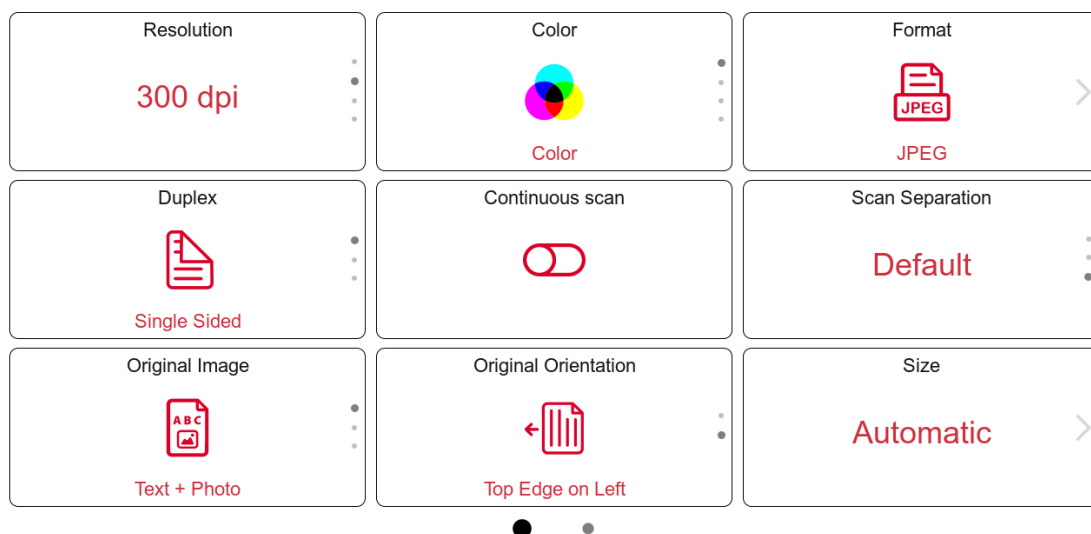 Resolution
300 dpi
Color
Color
Format
JPEG
JPEG
Duplex
Single Sided
Continuous scan
Scan Separation
Default
Original Image
ABC
Text + Photo
Original Orientation
Top Edge on Left
Size
Automatic